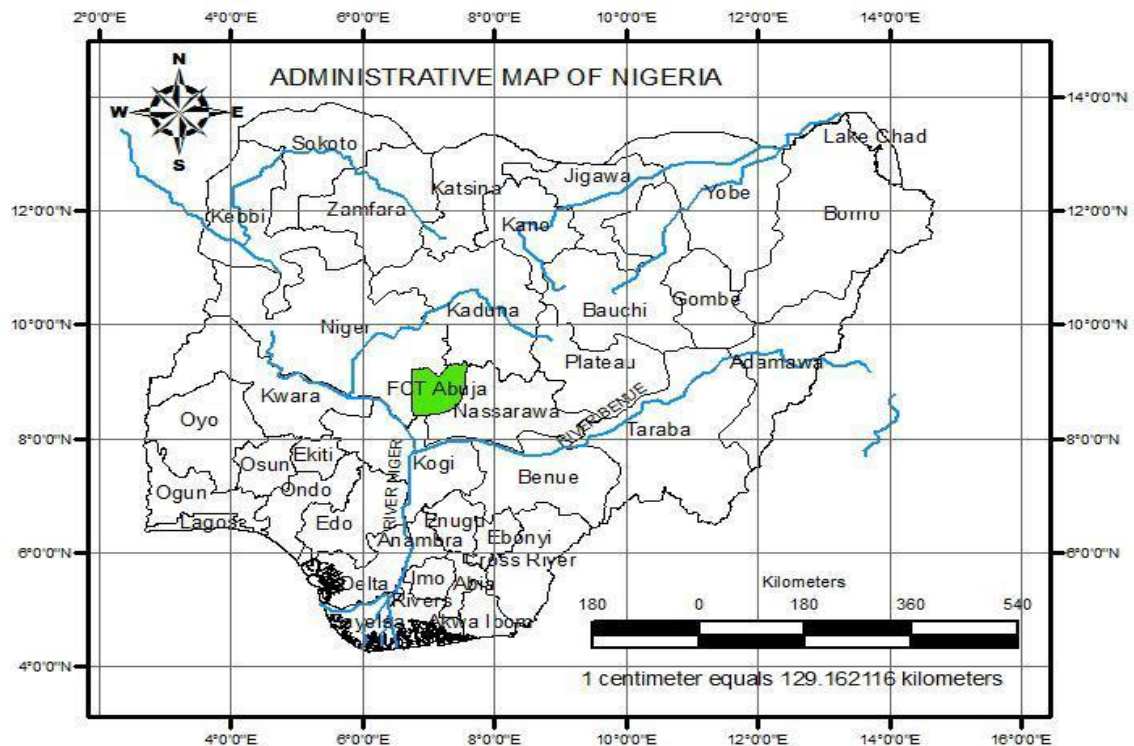 2°0'0"E 4°0'0"E 6°0'0"E 8°0'0"E 10°0'0"E 12°0'0"E 14°0'0"E
N
W E
S
ADMINISTRATIVE MAP OF NIGERIA
14°0'0"N 14°0'0"N
Lake Chad
Sokoto
Jigawa
Katsina
Yobe
Zamfara
12°0'0"N 12°0'0"N
Kebbi
Borno
Kano
Gombe
Kaduna
Bauchi
Niger
10°0'0"N 10°0'0"N
Plateau
Adamawa
FCT Abuja
Kwara
Nassarawa
Oyo
RIVER BENUE
Taraba
8°0'0"N 8°0'0"N
Ekiti
Osun
Kogi
Benue
RIVER NIGER
Ogun
Ondo
Lagos
Edo
Enugu
Anambra
Ebonyi
6°0'0"N 6°0'0"N
Cross River
Delta
Imo
Abia
Rivers
Bayelsa
Akwa Ibom
Kilometers
180 0 180 360 540
4°0'0"N 4°0'0"N
1 centimeter equals 129.162116 kilometers
4°0'0"E 6°0'0"E 8°0'0"E 10°0'0"E 12°0'0"E 14°0'0"E 16°0'0"E